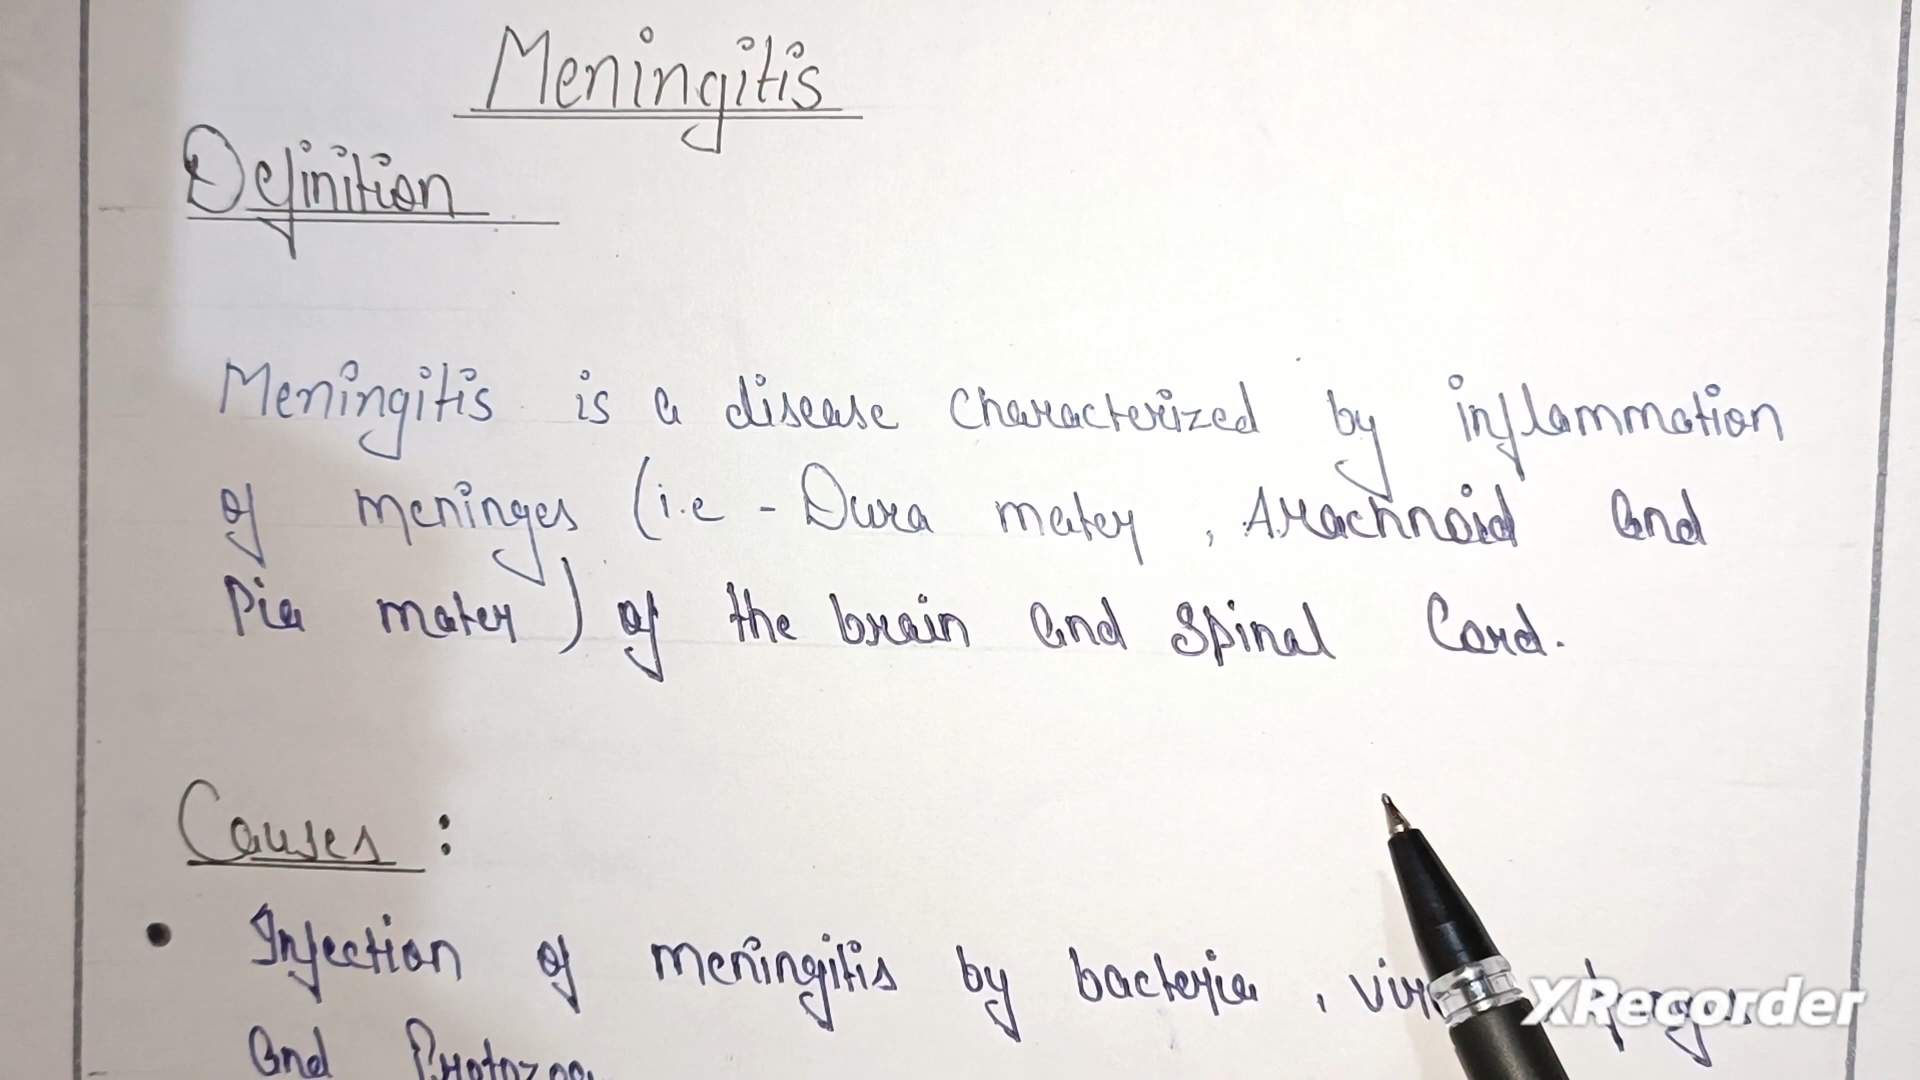 Meningitis
Definition
Meningitis is a disease characterized by inflammation
of meninges (i.e - Dura mater, Arachnoid and
Pia mater) of the brain and spinal Cord.
Causes :
• Infection of meningitis by bacteria,
and Protozoa
XRecorder